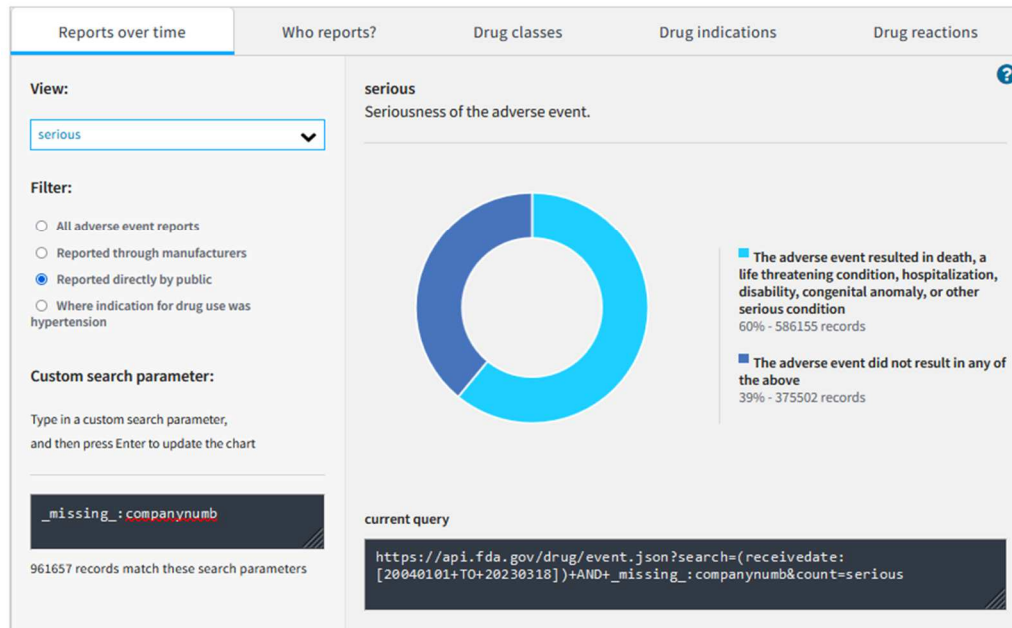 Reports over time
Who reports?
Drug classes
Drug indications
Drug reactions
View:
serious
Filter:
All adverse event reports
Reported through manufacturers
Reported directly by public
Where indication for drug use was
hypertension
Custom search parameter:
Type in a custom search parameter,
and then press Enter to update the chart
_missing_:companynumb
961657 records match these search parameters
?
serious
Seriousness of the adverse event.
The adverse event resulted in death, a
life threatening condition, hospitalization,
disability, congenital anomaly, or other
serious condition
60% - 586155 records
The adverse event did not result in any of
the above
39% - 375502 records
current query
https://api.fda.gov/drug/event.json?search=(receivedate:
[20040101+TO+20230318])+AND+_missing_:companynumb&count=serious